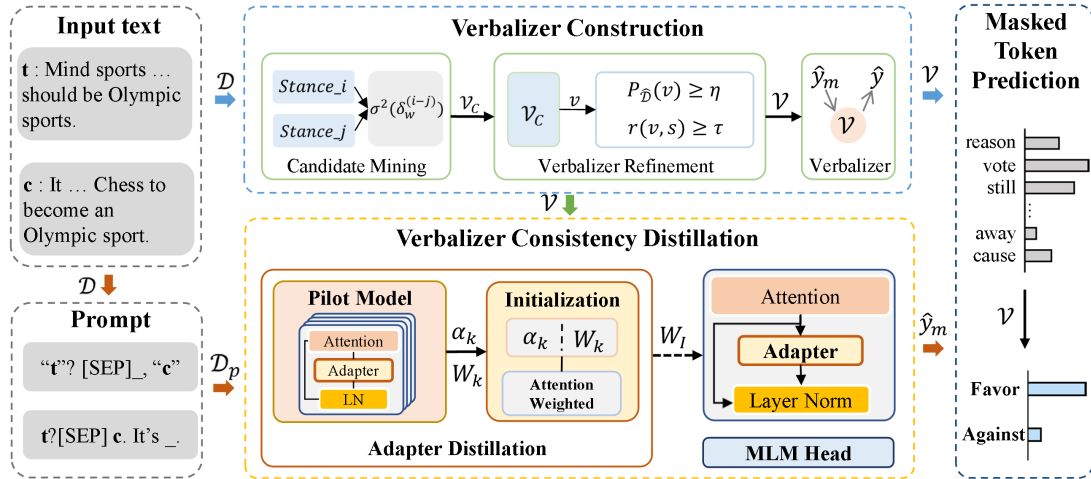 Input text
t : Mind sports …
should be Olympic
sports.
c : It … Chess to
become an
Olympic sport.
𝒟
Prompt
“t”? [SEP]_, “c”
t?[SEP] c. It's _.
𝒟
𝒟_p
Verbalizer Construction
Stance_i
Stance_j
σ²(δ_w^(i−j))
Candidate Mining
𝒱_C
𝒱_C
v
P_𝒟̂(v) ≥ η
r(v, s) ≥ τ
Verbalizer Refinement
𝒱
ŷ_m ŷ
𝒱
Verbalizer
𝒱
𝒱
Verbalizer Consistency Distillation
Pilot Model
Attention
Adapter
LN
α_k
W_k
Initialization
α_k W_k
Attention
Weighted
Adapter Distillation
W_I
Attention
Adapter
Layer Norm
MLM Head
ŷ_m
Masked
Token
Prediction
reason
vote
still
⋮
away
cause
𝒱
Favor
Against